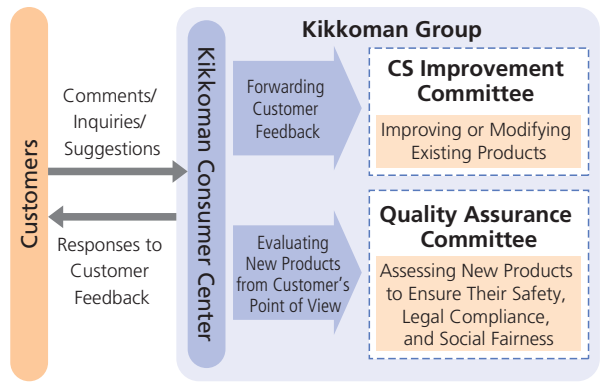 Customers
Comments/
Inquiries/
Suggestions
Responses to
Customer
Feedback
Kikkoman Group
Kikkoman Consumer Center
Forwarding
Customer
Feedback
CS Improvement
Committee
Improving or Modifying
Existing Products
Evaluating
New Products
from Customer's
Point of View
Quality Assurance
Committee
Assessing New Products
to Ensure Their Safety,
Legal Compliance,
and Social Fairness